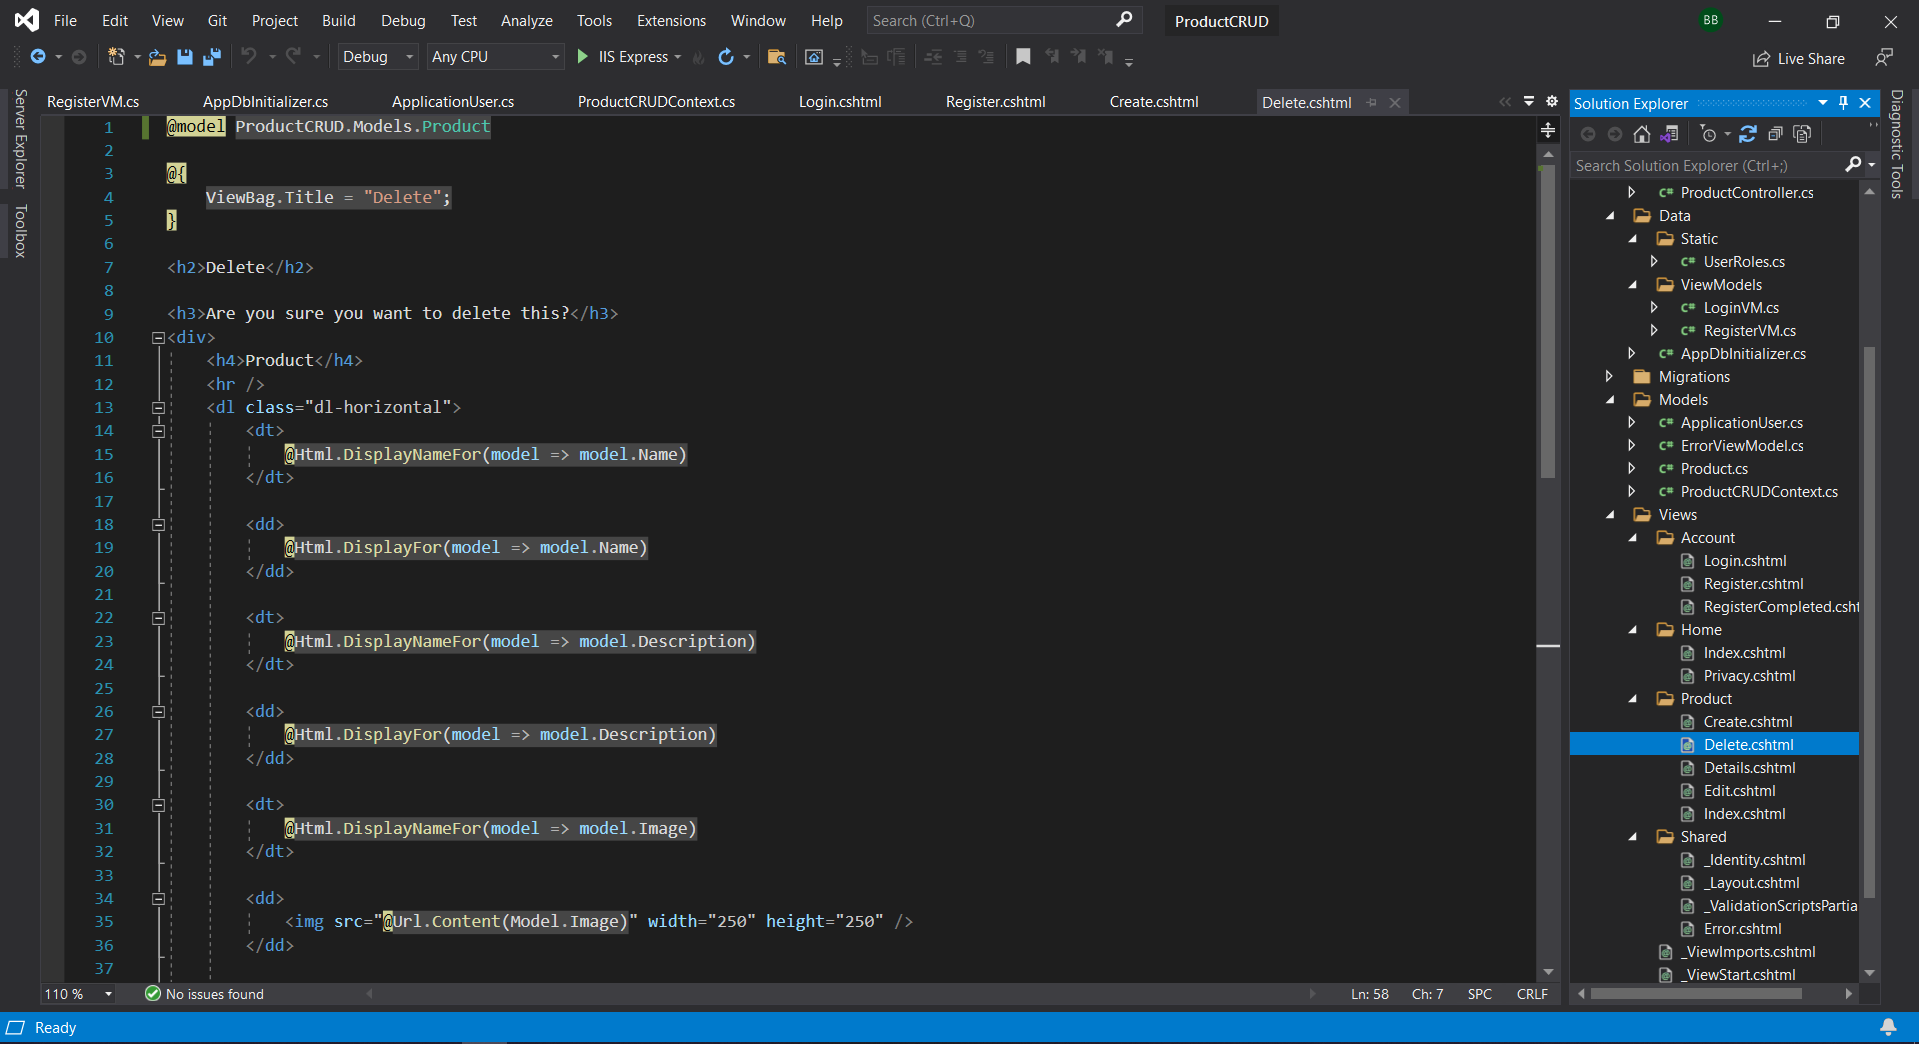 File Edit View Git Project Build Debug Test Analyze Tools Extensions Window Help Search (Ctrl+Q) ProductCRUD BB
Debug Any CPU IIS Express Live Share
RegisterVM.cs AppDbInitializer.cs ApplicationUser.cs ProductCRUDContext.cs Login.cshtml Register.cshtml Create.cshtml Delete.cshtml
Server Explorer
Toolbox
1 @model ProductCRUD.Models.Product
2
3 @{
4 ViewBag.Title = "Delete";
5 }
6
7 <h2>Delete</h2>
8
9 <h3>Are you sure you want to delete this?</h3>
10 <div>
11 <h4>Product</h4>
12 <hr />
13 <dl class="dl-horizontal">
14 <dt>
15 @Html.DisplayNameFor(model => model.Name)
16 </dt>
17
18 <dd>
19 @Html.DisplayFor(model => model.Name)
20 </dd>
21
22 <dt>
23 @Html.DisplayNameFor(model => model.Description)
24 </dt>
25
26 <dd>
27 @Html.DisplayFor(model => model.Description)
28 </dd>
29
30 <dt>
31 @Html.DisplayNameFor(model => model.Image)
32 </dt>
33
34 <dd>
35 <img src="@Url.Content(Model.Image)" width="250" height="250" />
36 </dd>
37
110 % No issues found Ln: 58 Ch: 7 SPC CRLF
Solution Explorer
Search Solution Explorer (Ctrl+;)
C# ProductController.cs
Data
Static
C# UserRoles.cs
ViewModels
C# LoginVM.cs
C# RegisterVM.cs
C# AppDbInitializer.cs
Migrations
Models
C# ApplicationUser.cs
C# ErrorViewModel.cs
C# Product.cs
C# ProductCRUDContext.cs
Views
Account
Login.cshtml
Register.cshtml
RegisterCompleted.csht
Home
Index.cshtml
Privacy.cshtml
Product
Create.cshtml
Delete.cshtml
Details.cshtml
Edit.cshtml
Index.cshtml
Shared
_Identity.cshtml
_Layout.cshtml
_ValidationScriptsPartia
Error.cshtml
_ViewImports.cshtml
_ViewStart.cshtml
Diagnostic Tools
Ready